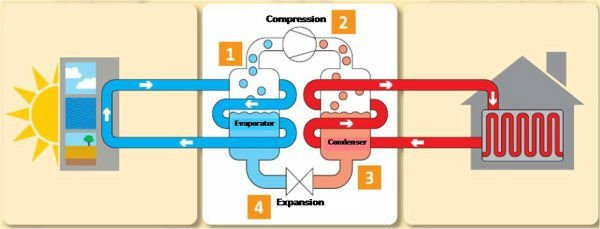 Compression
1
2
Evaporator
Condenser
3
4
Expansion